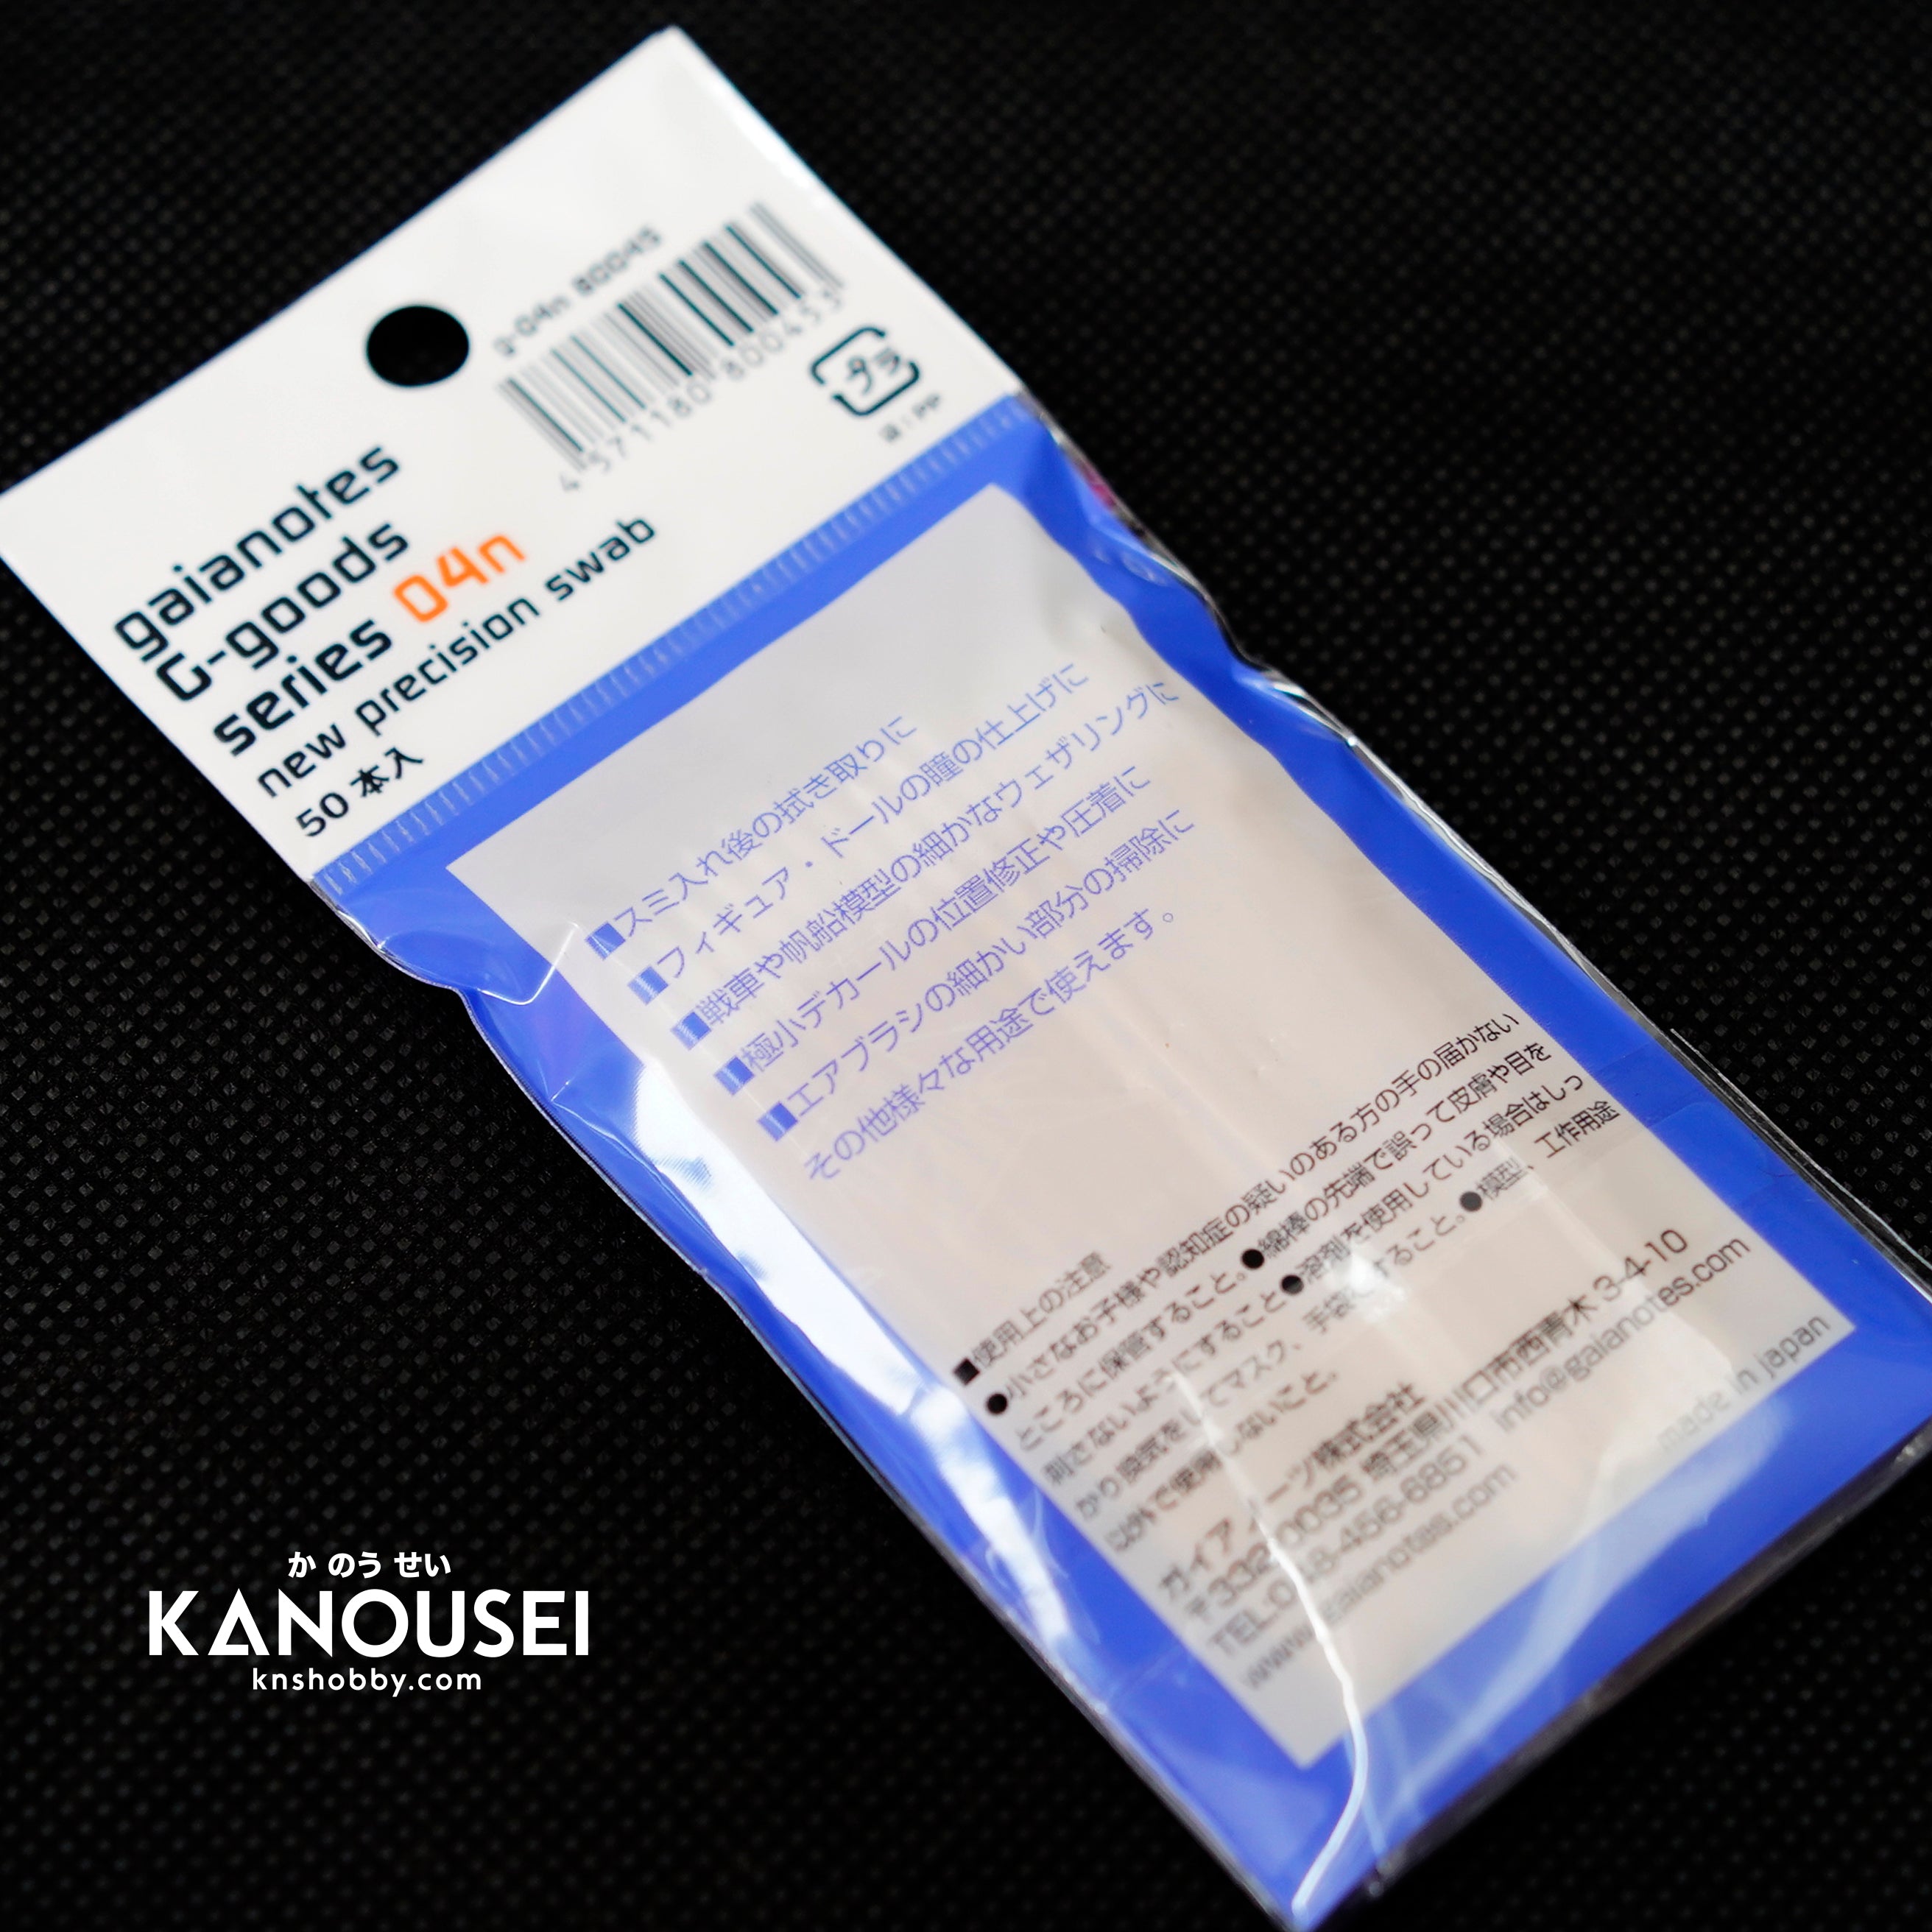 g-04n 80045
4 571180 800453
プラ
袋:PP
gaianotes
G-goods
series 04n
new precision swab
50本入
■スミ入れ後の拭き取りに
■フィギュア・ドールの瞳の仕上げに
■戦車や帆船模型の細かなウェザリングに
■極小デカールの位置修正や圧着に
■エアブラシの細かい部分の掃除に
その他様々な用途で使えます。
■使用上の注意
●小さなお子様や認知症の疑いのある方の手の届かない
ところに保管すること。●綿棒の先端で誤って皮膚や目を
刺さないようにすること●溶剤を使用している場合はしっ
かり換気をしてマスク、手袋をすること。●模型、工作用途
以外で使用しないこと。
ガイアノーツ株式会社
〒332-0035 埼玉県川口市西青木3-4-10
TEL:048-456-6851 info@gaianotes.com
www.gaianotes.com
made in japan
か のう せい
KANOUSEI
knshobby.com